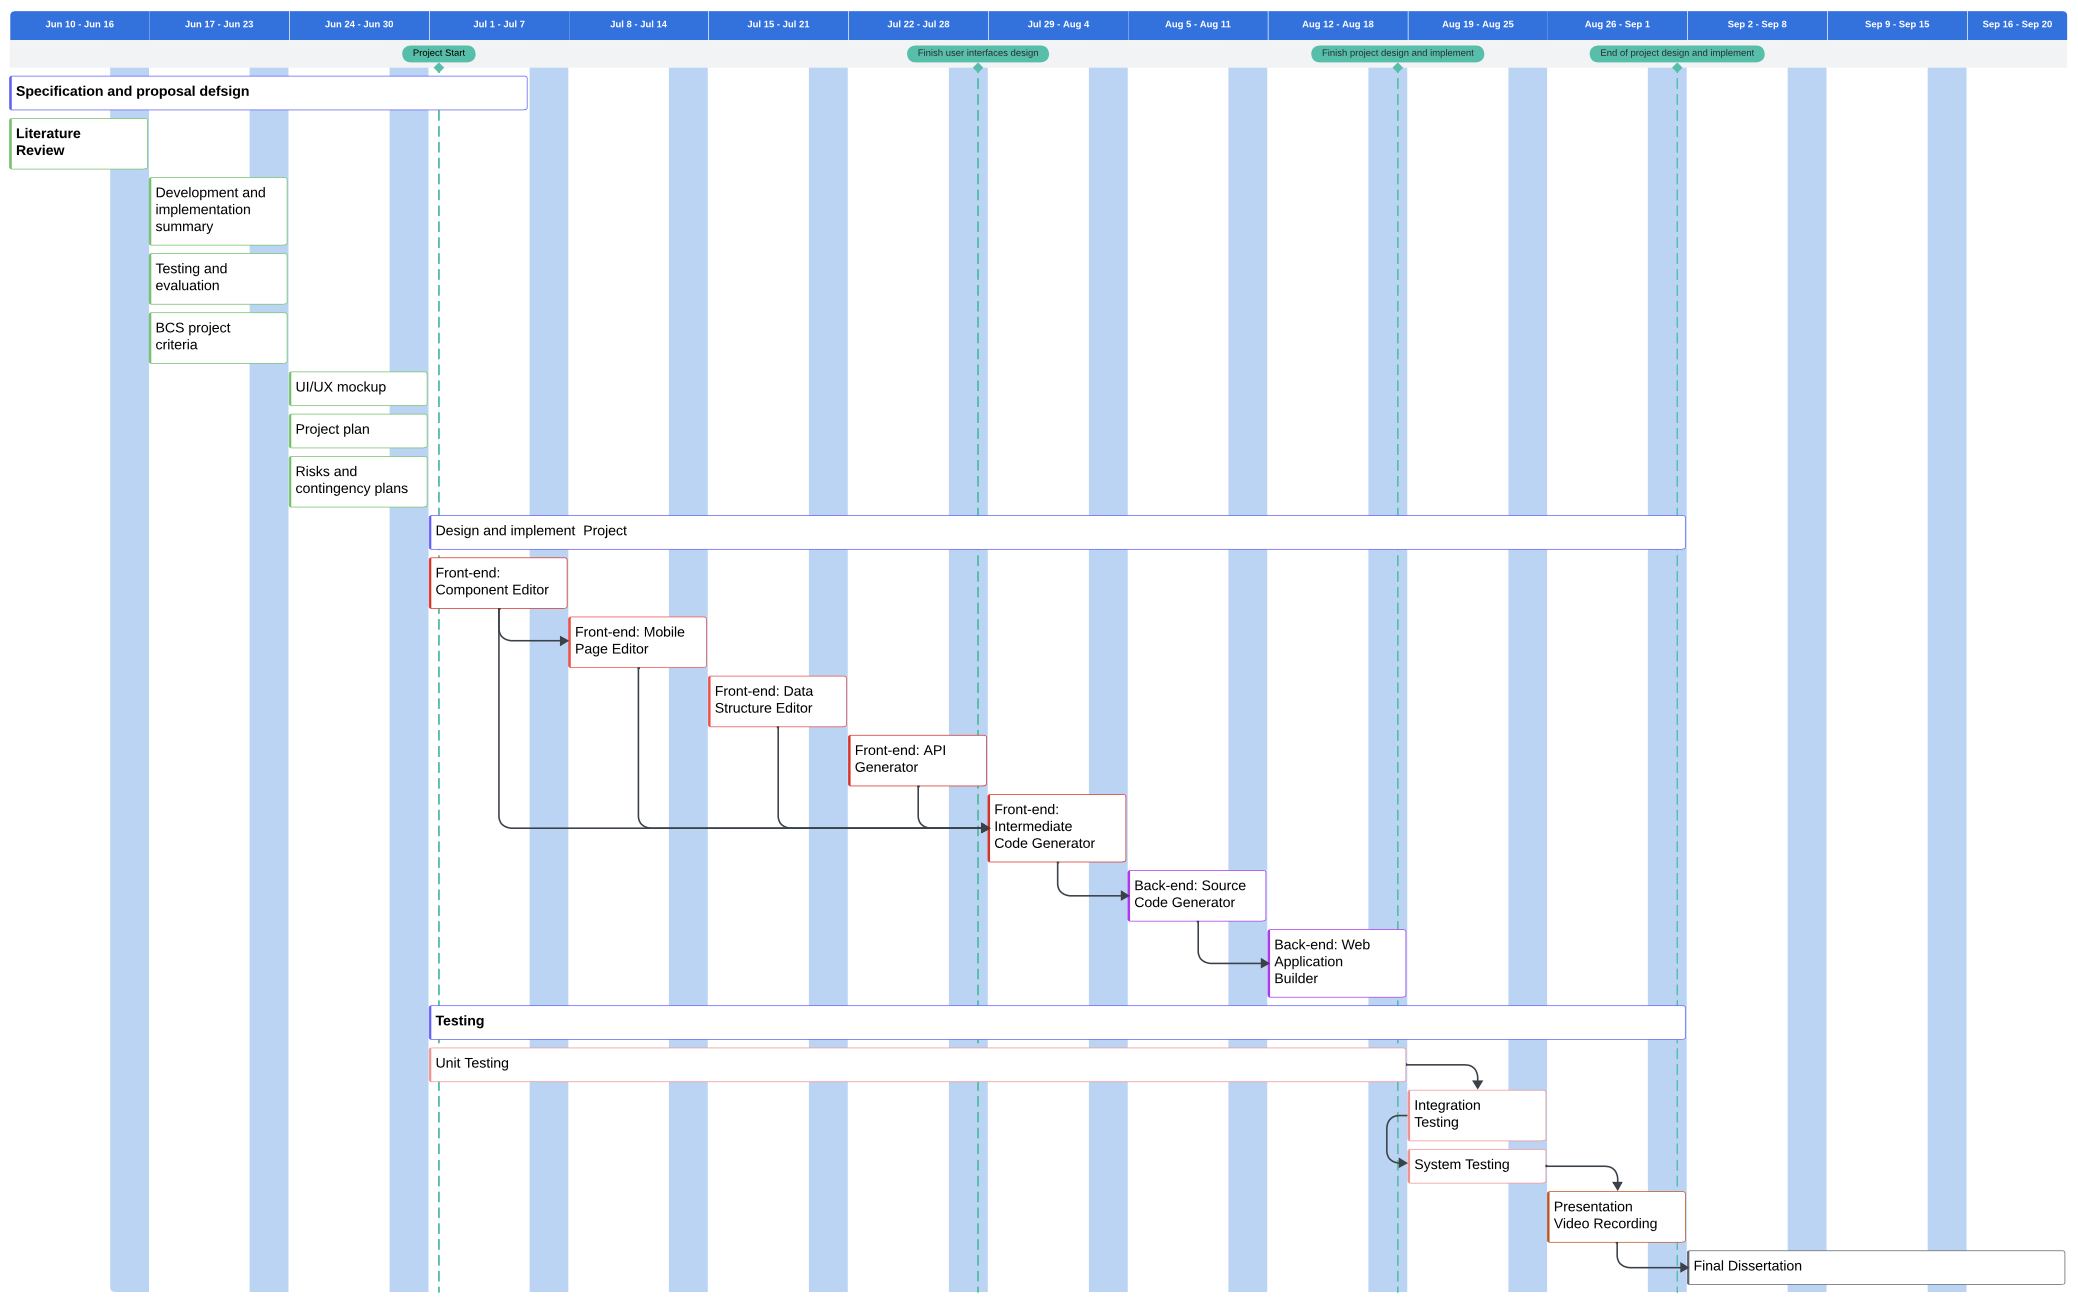 Jun 10 - Jun 16
Jun 17 - Jun 23
Jun 24 - Jun 30
Jul 1 - Jul 7
Jul 8 - Jul 14
Jul 15 - Jul 21
Jul 22 - Jul 28
Jul 29 - Aug 4
Aug 5 - Aug 11
Aug 12 - Aug 18
Aug 19 - Aug 25
Aug 26 - Sep 1
Sep 2 - Sep 8
Sep 9 - Sep 15
Sep 16 - Sep 20
Project Start
Finish user interfaces design
Finish project design and implement
End of project design and implement
Specification and proposal defsign
Literature
Review
Development and
implementation
summary
Testing and
evaluation
BCS project
criteria
UI/UX mockup
Project plan
Risks and
contingency plans
Design and implement  Project
Front-end:
Component Editor
Front-end: Mobile
Page Editor
Front-end: Data
Structure Editor
Front-end: API
Generator
Front-end:
Intermediate
Code Generator
Back-end: Source
Code Generator
Back-end: Web
Application
Builder
Testing
Unit Testing
Integration
Testing
System Testing
Presentation
Video Recording
Final Dissertation